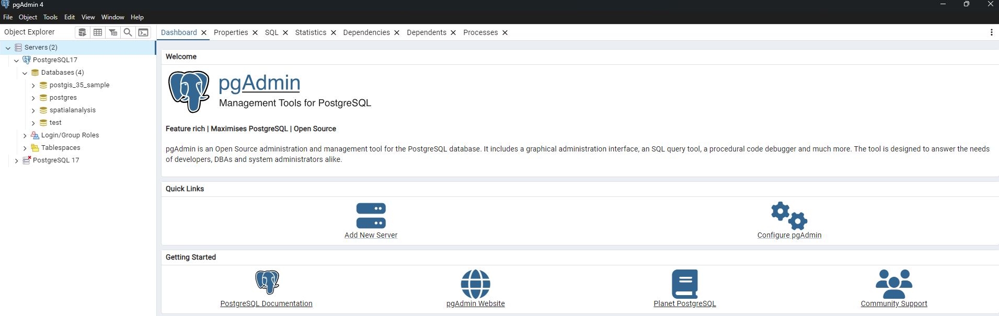 pgAdmin 4
File Object Tools Edit View Window Help
Object Explorer
Dashboard Properties SQL Statistics Dependencies Dependents Processes
Servers (2)
PostgreSQL17
Databases (4)
postgis_35_sample
postgres
spatialanalysis
test
Login/Group Roles
Tablespaces
PostgreSQL 17
Welcome
pgAdmin
Management Tools for PostgreSQL
Feature rich | Maximises PostgreSQL | Open Source
pgAdmin is an Open Source administration and management tool for the PostgreSQL database. It includes a graphical administration interface, an SQL query tool, a procedural code debugger and much more. The tool is designed to answer the needs
of developers, DBAs and system administrators alike.
Quick Links
Add New Server
Configure pgAdmin
Getting Started
PostgreSQL Documentation
pgAdmin Website
Planet PostgreSQL
Community Support